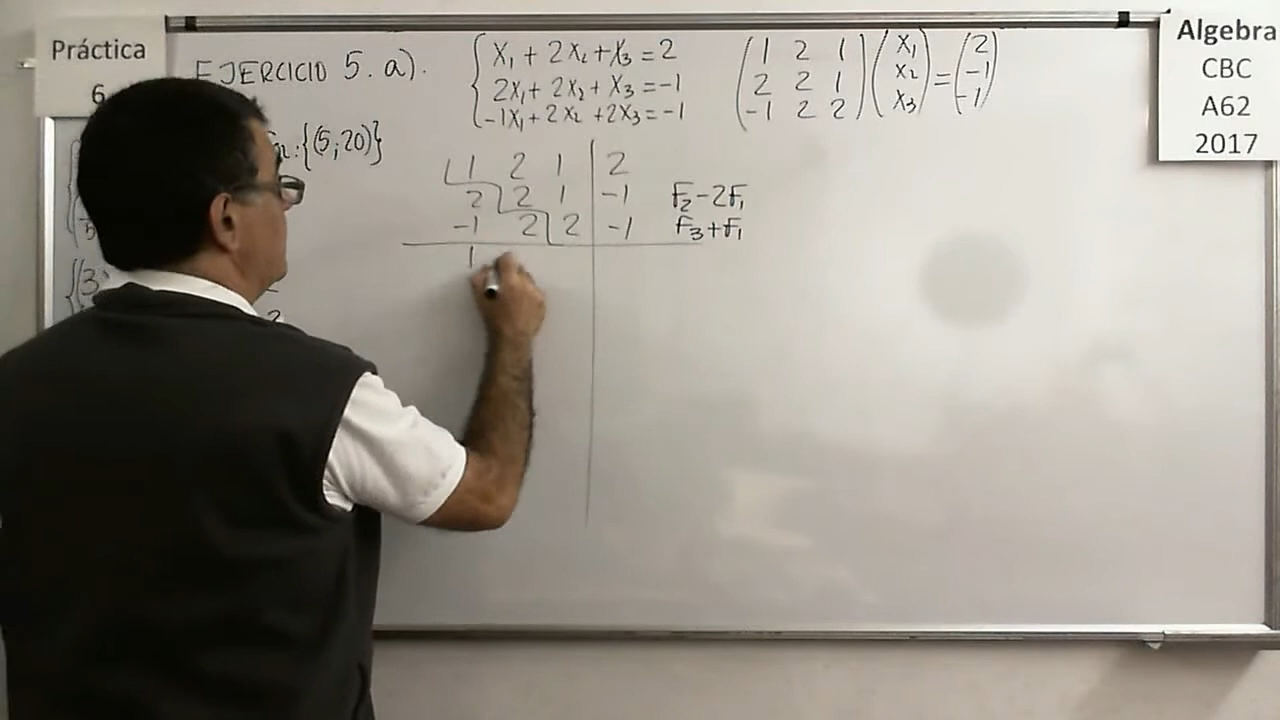 Práctica
6
EJERCICIO 5. a).
X₁ + 2X₂ + X₃ = 2
2X₁ + 2X₂ + X₃ = -1
-1X₁ + 2X₂ + 2X₃ = -1
1 2 1 X₁ 2
2 2 1 X₂ = -1
-1 2 2 X₃ -1
:{(5;20)}
1 2 1 | 2
2 2 1 | -1 F₂-2F₁
-1 2 2 | -1 F₃+F₁
1
Algebra
CBC
A62
2017